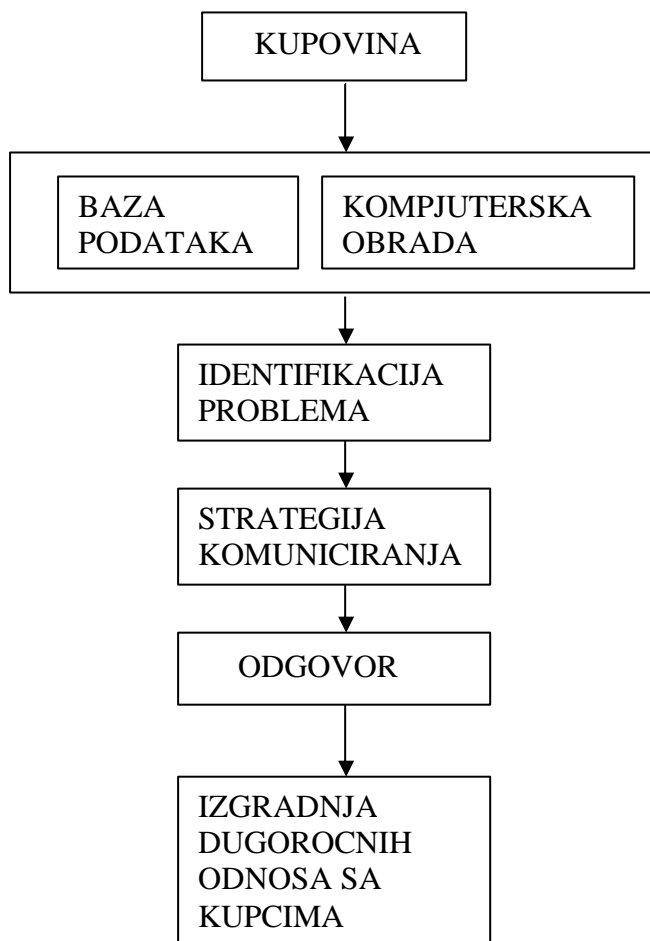 KUPOVINA
BAZA
PODATAKA
KOMPJUTERSKA
OBRADA
IDENTIFIKACIJA
PROBLEMA
STRATEGIJA
KOMUNICIRANJA
ODGOVOR
IZGRADNJA
DUGOROCNIH
ODNOSA SA
KUPCIMA